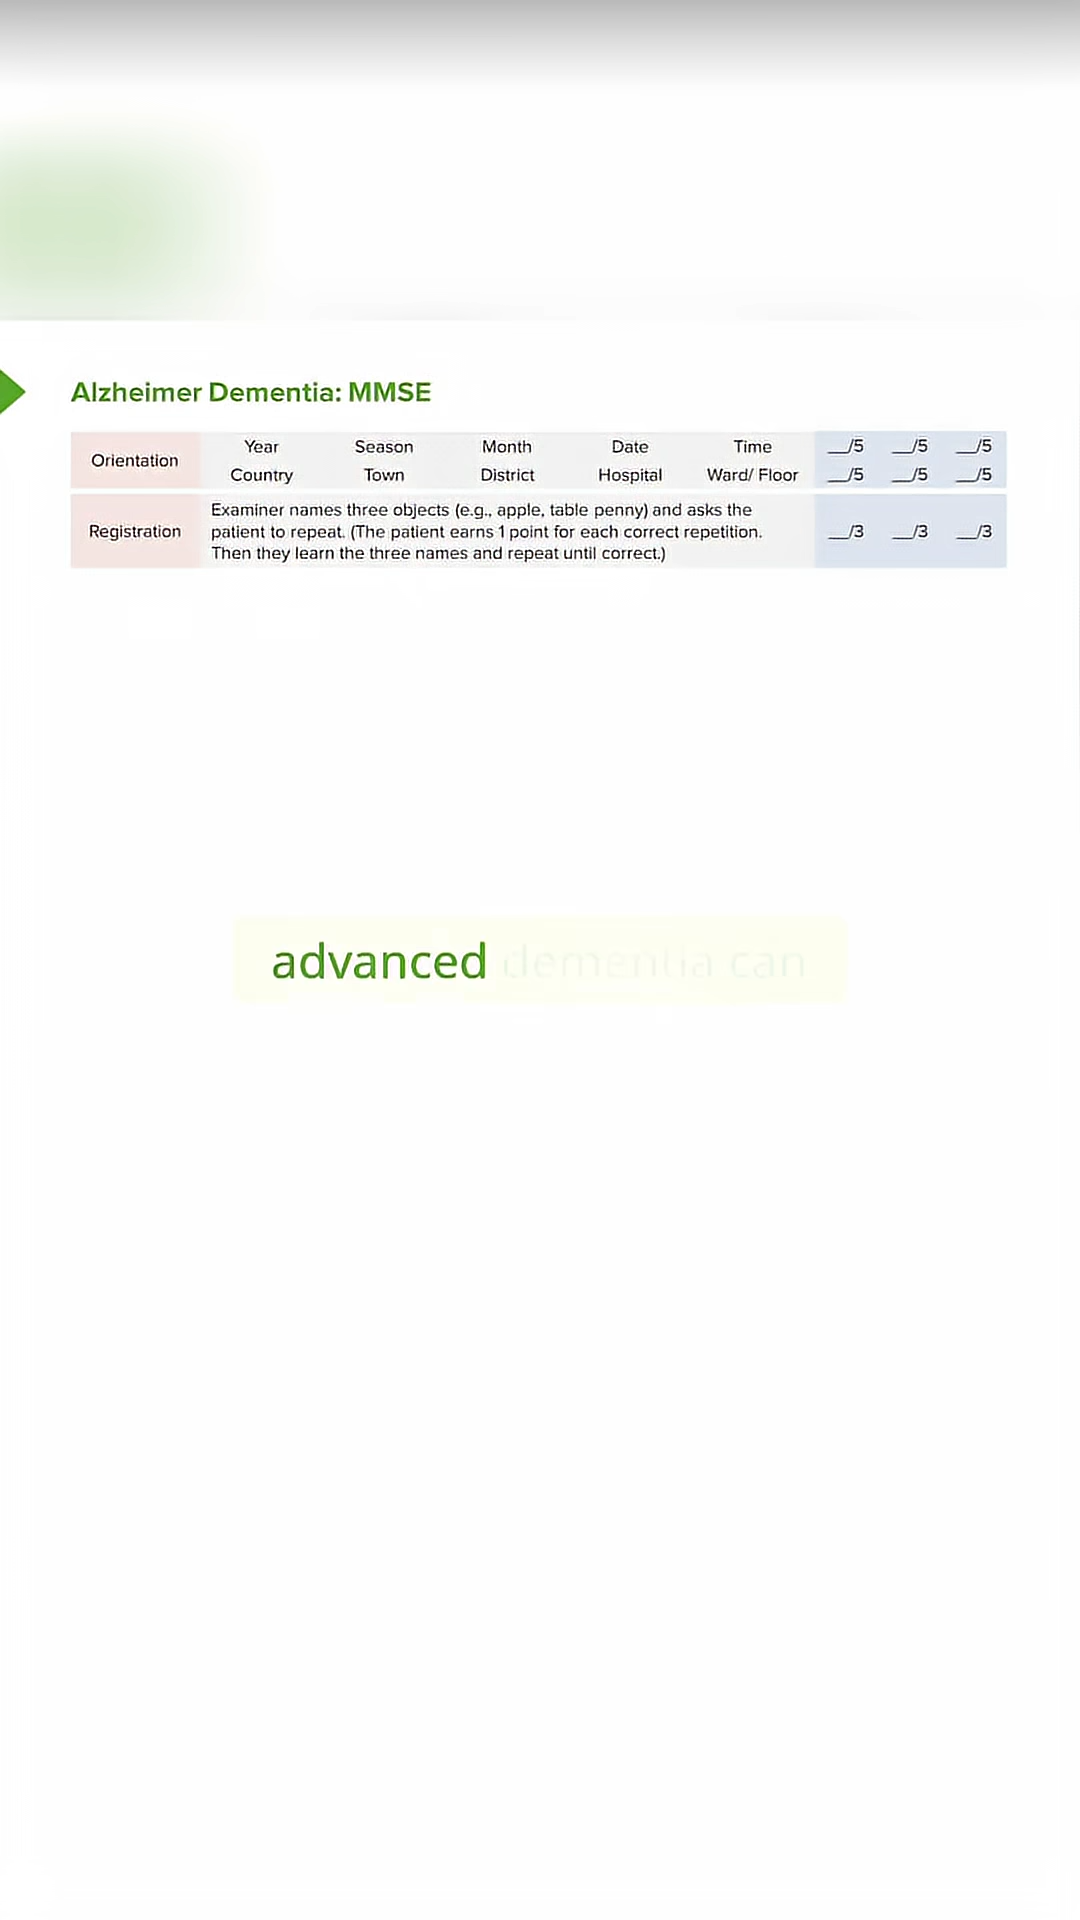 Alzheimer Dementia: MMSE
Orientation
Year Season Month Date Time __/5 __/5 __/5
Country Town District Hospital Ward/ Floor __/5 __/5 __/5
Registration
Examiner names three objects (e.g., apple, table penny) and asks the
patient to repeat. (The patient earns 1 point for each correct repetition.
Then they learn the three names and repeat until correct.)
__/3 __/3 __/3
advanced dementia can